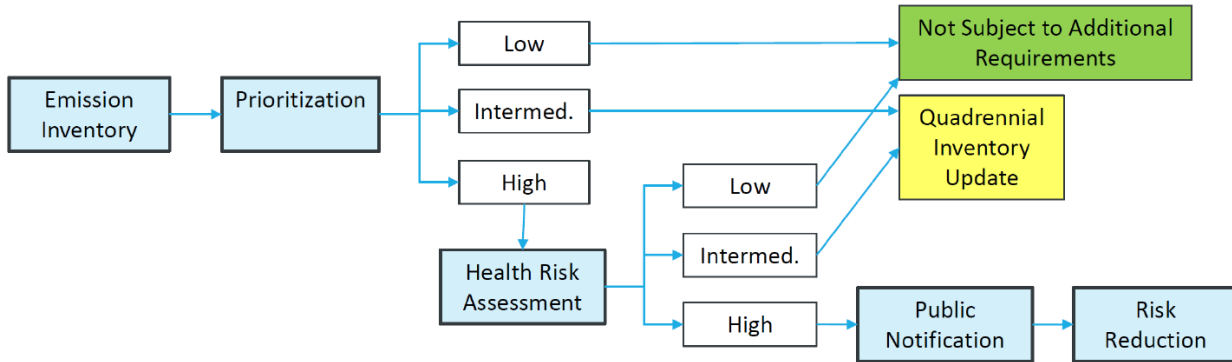 Emission
Inventory
Prioritization
Low
Intermed.
High
Not Subject to Additional
Requirements
Quadrennial
Inventory
Update
Health Risk
Assessment
Low
Intermed.
High
Public
Notification
Risk
Reduction